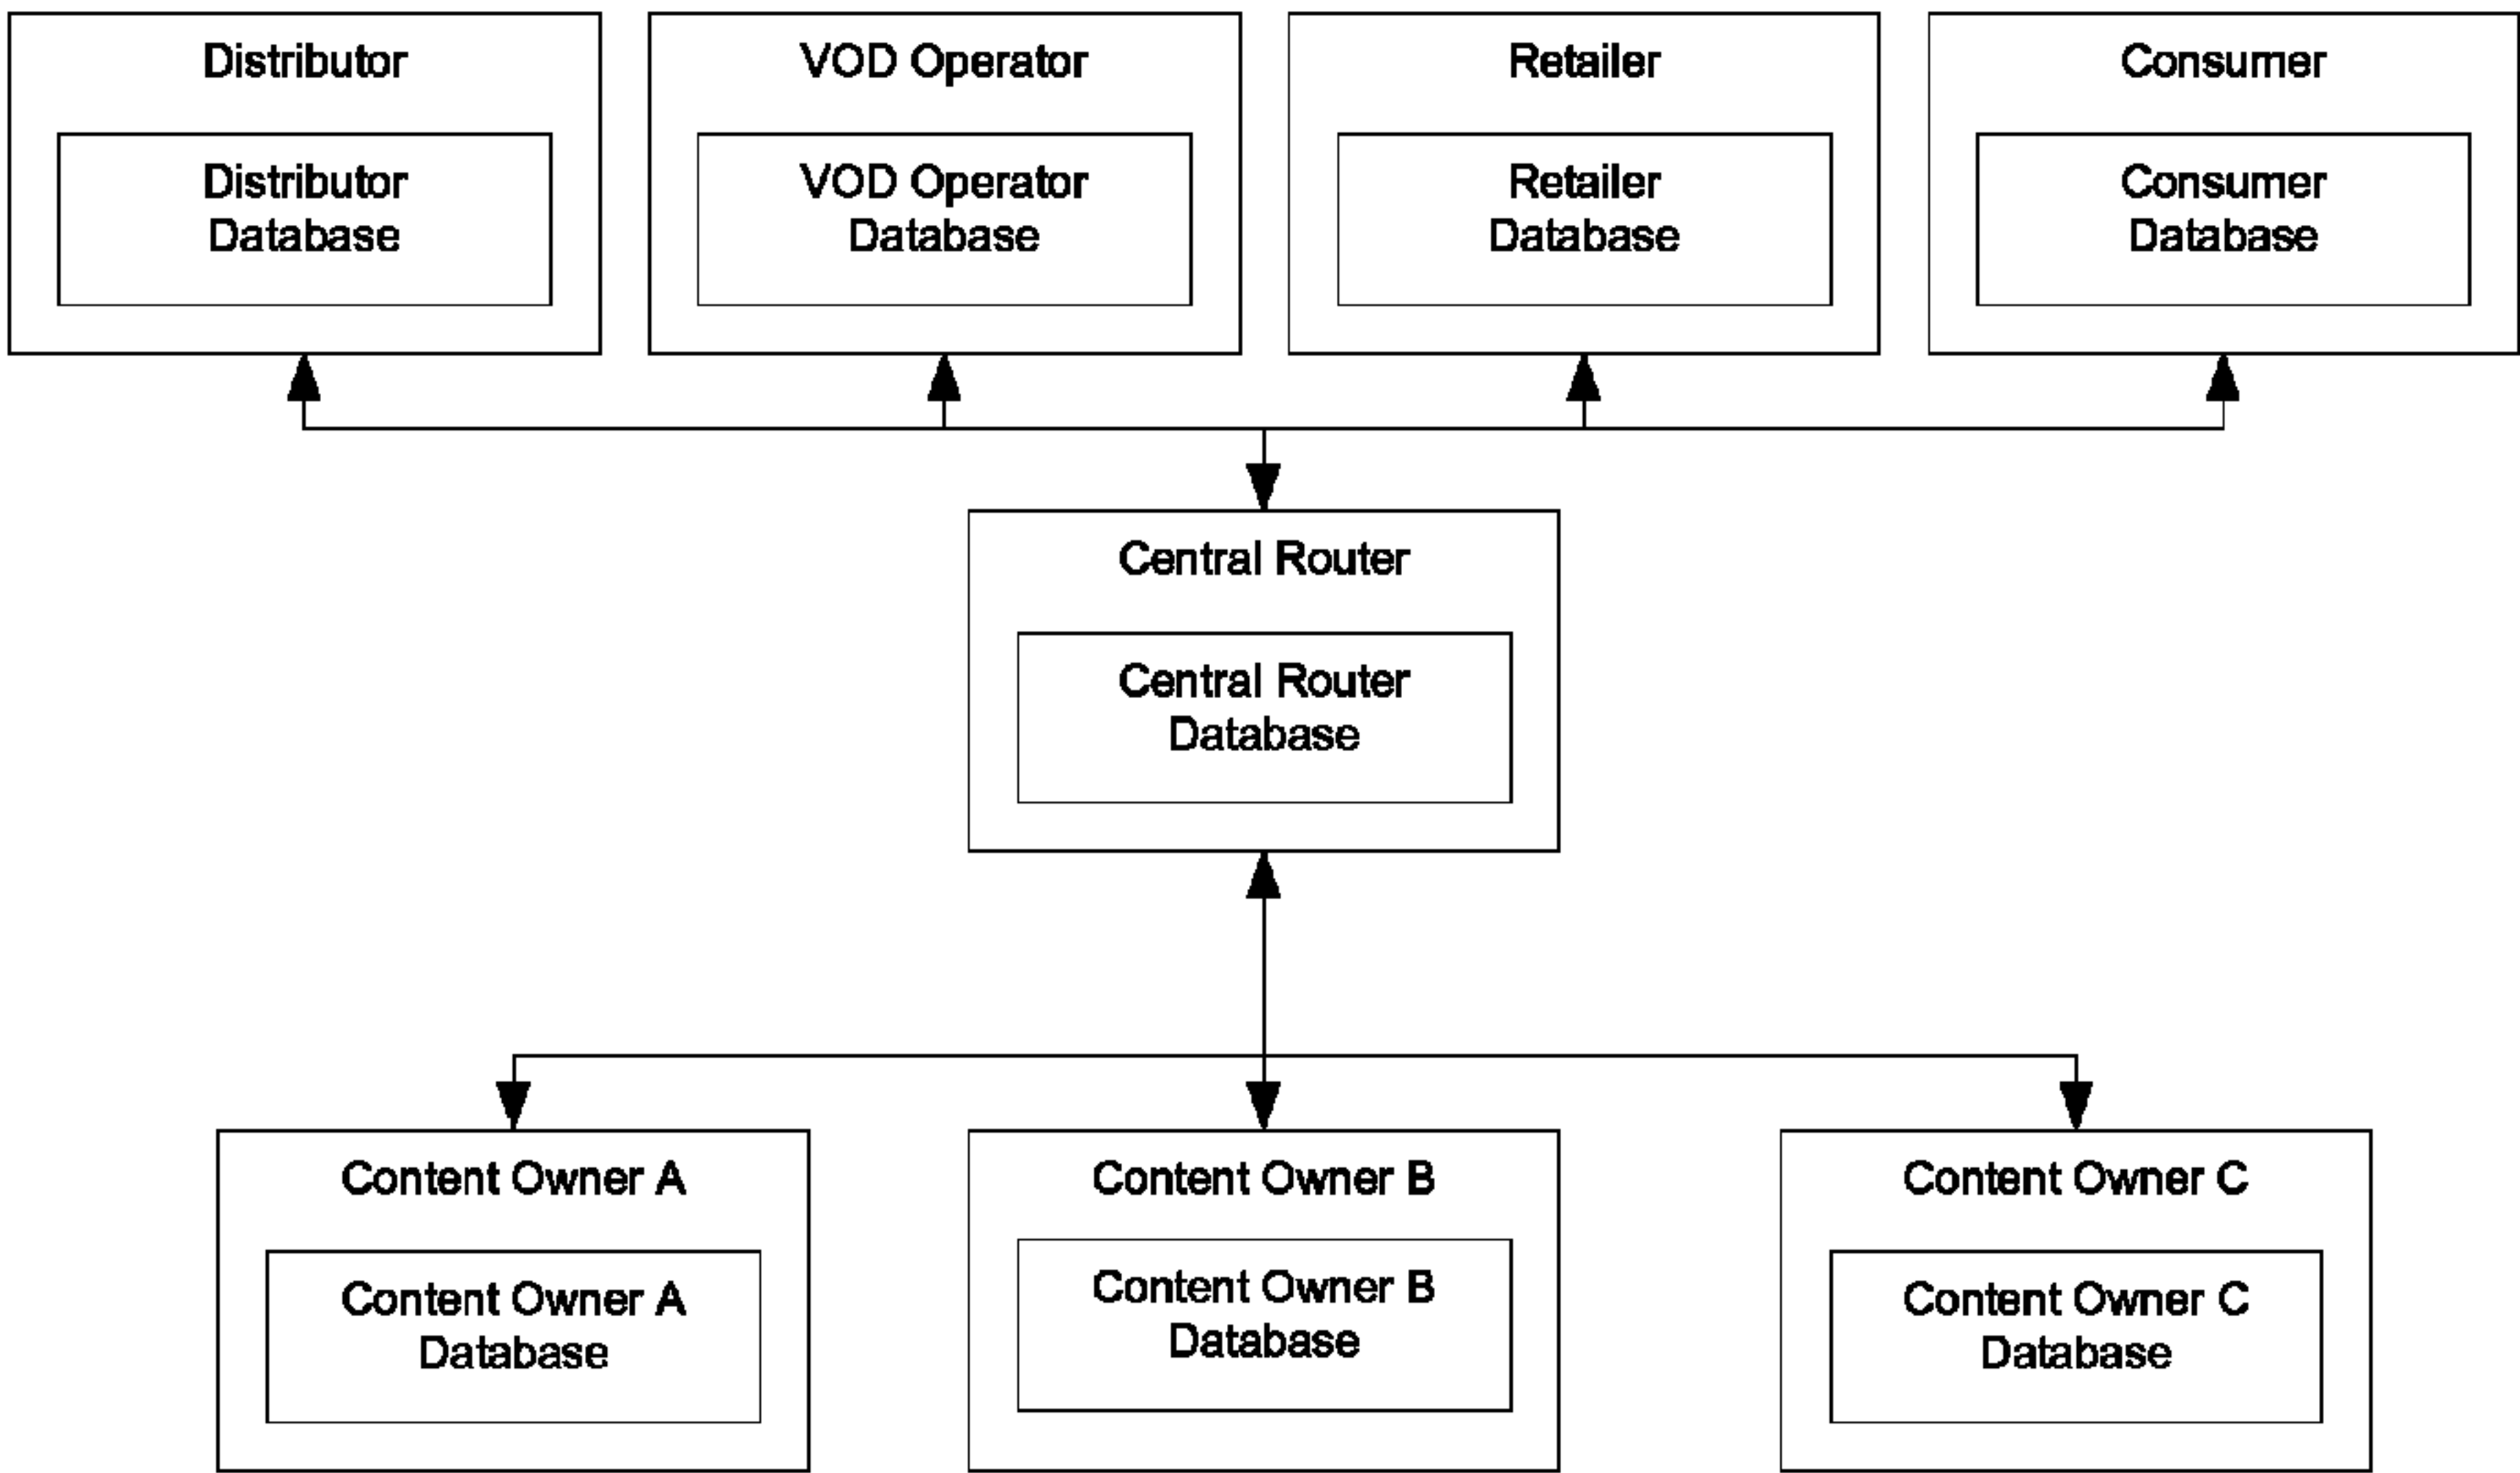 Distributor
Distributor
Database
VOD Operator
VOD Operator
Database
Retailer
Retailer
Database
Consumer
Consumer
Database
Central Router
Central Router
Database
Content Owner A
Content Owner A
Database
Content Owner B
Content Owner B
Database
Content Owner C
Content Owner C
Database